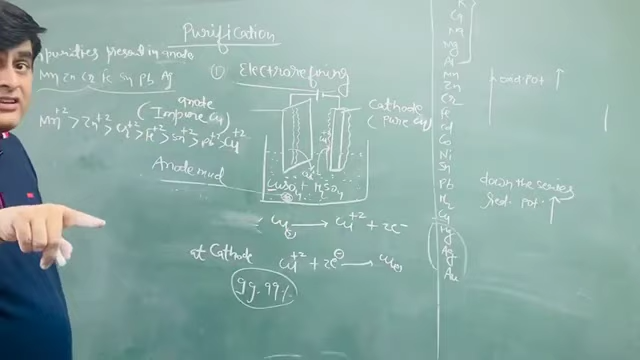 Purification
Impurities present in anode
Mn Zn Cr Fe Sn Pb Ag
① Electrorefining
anode
(Impure Cu)
Cathode
(Pure Cu)
Mn+2 > Zn+2 > Cr+2 > Fe+2 > Sn+2 > Pb+2 > Cu+2
Anode mud
CuSO4 + H2SO4
Cu(s) ⟶ Cu+2 + 2e-
at Cathode Cu+2 + 2e⊖ ⟶ Cu(s)
99.99%
K
Ca
Na
Mg
Al
Mn
Zn
Cr
Fe
Cd
Co
Ni
Sn
Pb
H2
Cu
Hg
Ag
Au
Oxd Pot ↑
down the series
Red. Pot. ↑